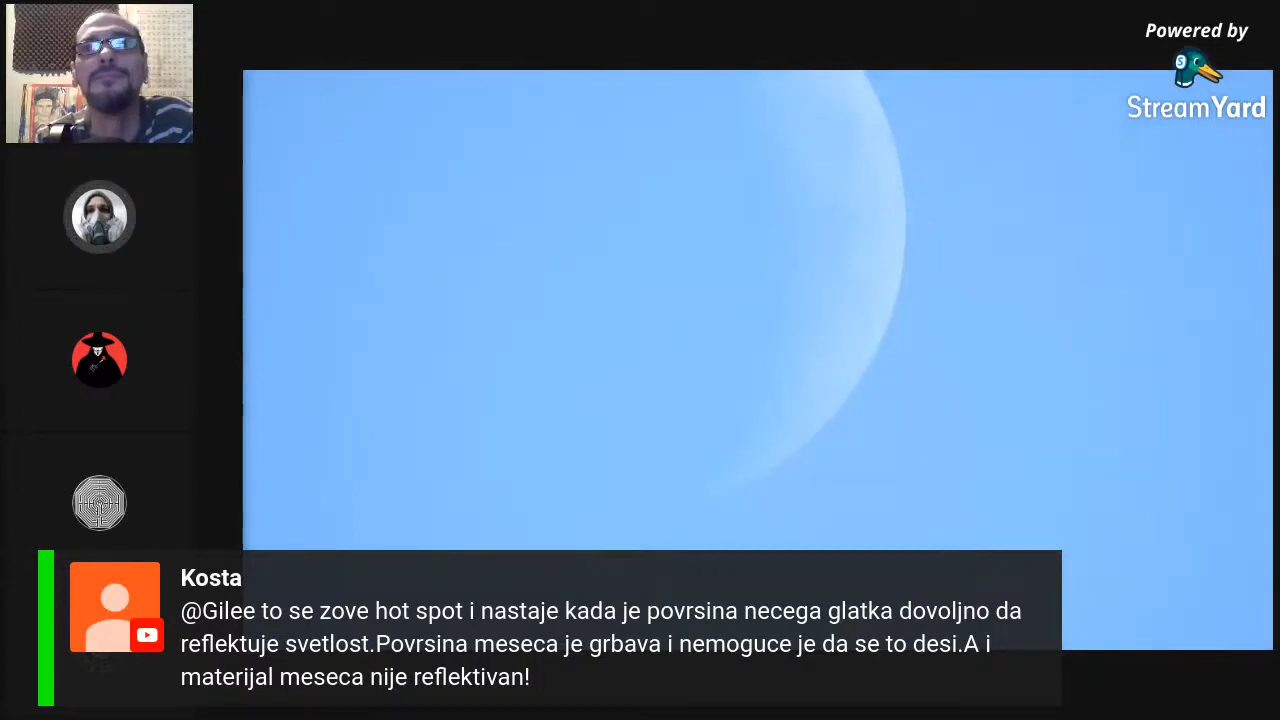 Powered by
StreamYard
Kosta
@Gilee to se zove hot spot i nastaje kada je povrsina necega glatka dovoljno da
reflektuje svetlost.Povrsina meseca je grbava i nemoguce je da se to desi.A i
materijal meseca nije reflektivan!